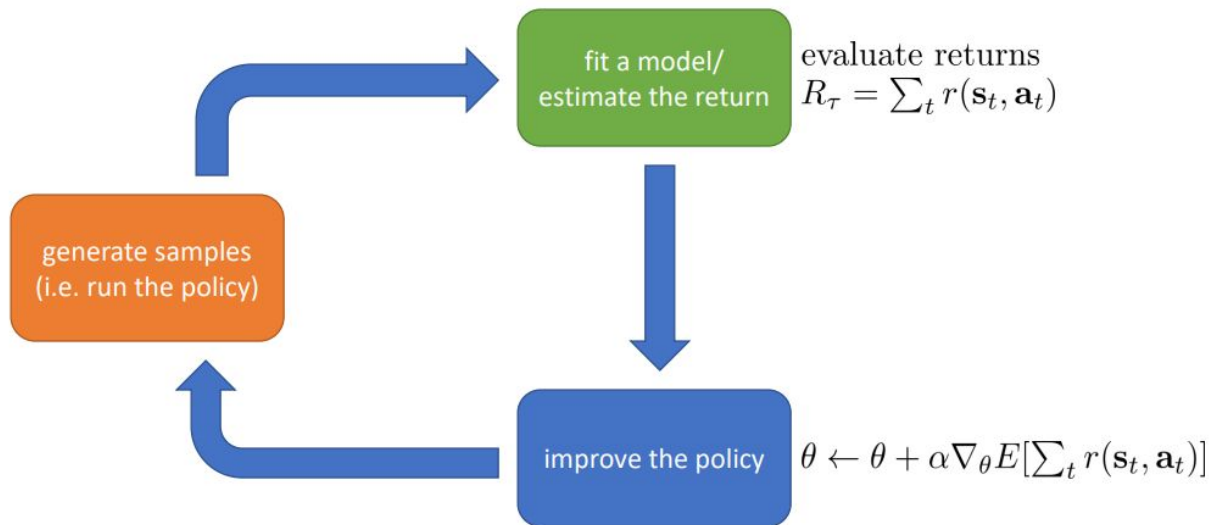 fit a model/
estimate the return
evaluate returns
$R_\tau = \sum_t r(\mathbf{s}_t, \mathbf{a}_t)$
generate samples
(i.e. run the policy)
improve the policy
$\theta \leftarrow \theta + \alpha \nabla_\theta E[\sum_t r(\mathbf{s}_t, \mathbf{a}_t)]$